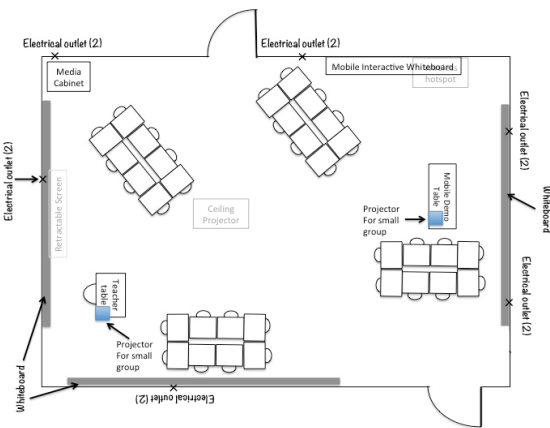 Electrical outlet (2)
Electrical outlet (2)
Media
Cabinet
Mobile Interactive Whiteboard
hotspot
Electrical outlet (2)
Electrical outlet (2)
Retractable Screen
Ceiling
Projector
Projector
For small
group
Mobile Demo
Table
Whiteboard
Electrical outlet (2)
Teacher
table
Projector
For small
group
Whiteboard
Electrical outlet (2)